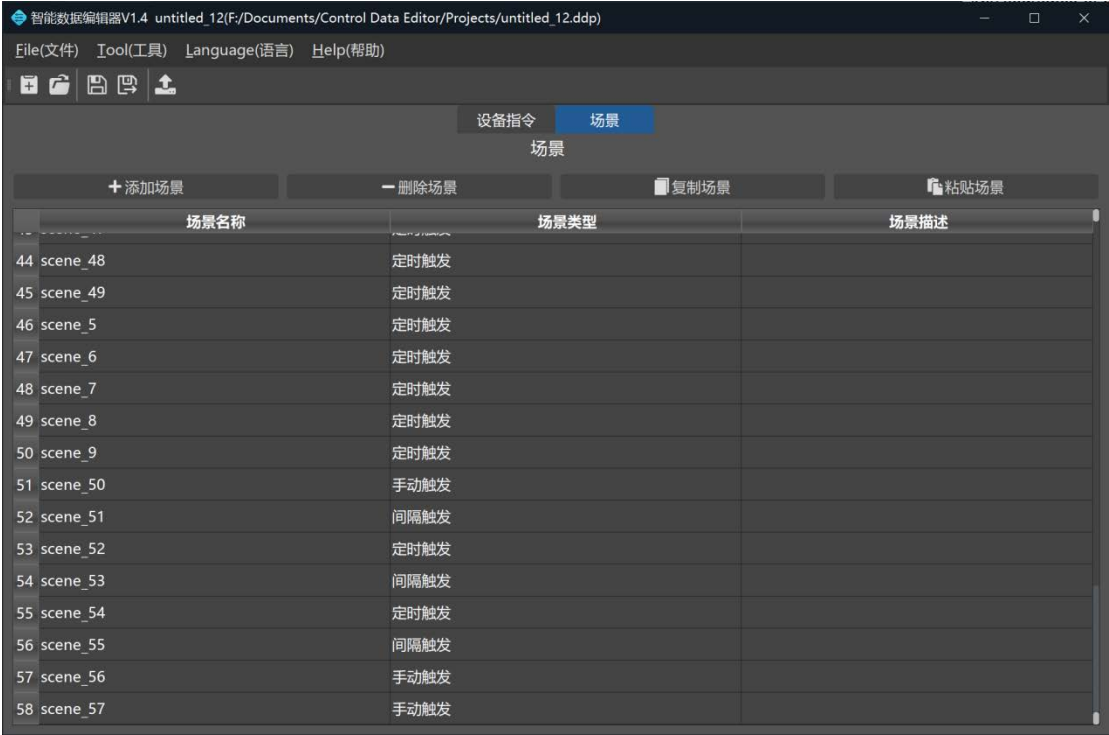 智能数据编辑器V1.4 untitled_12(F:/Documents/Control Data Editor/Projects/untitled_12.ddp)
File(文件) Tool(工具) Language(语言) Help(帮助)
设备指令 场景
场景
添加场景 删除场景 复制场景 粘贴场景
场景名称 场景类型 场景描述
44 scene_48 定时触发
45 scene_49 定时触发
46 scene_5 定时触发
47 scene_6 定时触发
48 scene_7 定时触发
49 scene_8 定时触发
50 scene_9 定时触发
51 scene_50 手动触发
52 scene_51 间隔触发
53 scene_52 定时触发
54 scene_53 间隔触发
55 scene_54 定时触发
56 scene_55 间隔触发
57 scene_56 手动触发
58 scene_57 手动触发